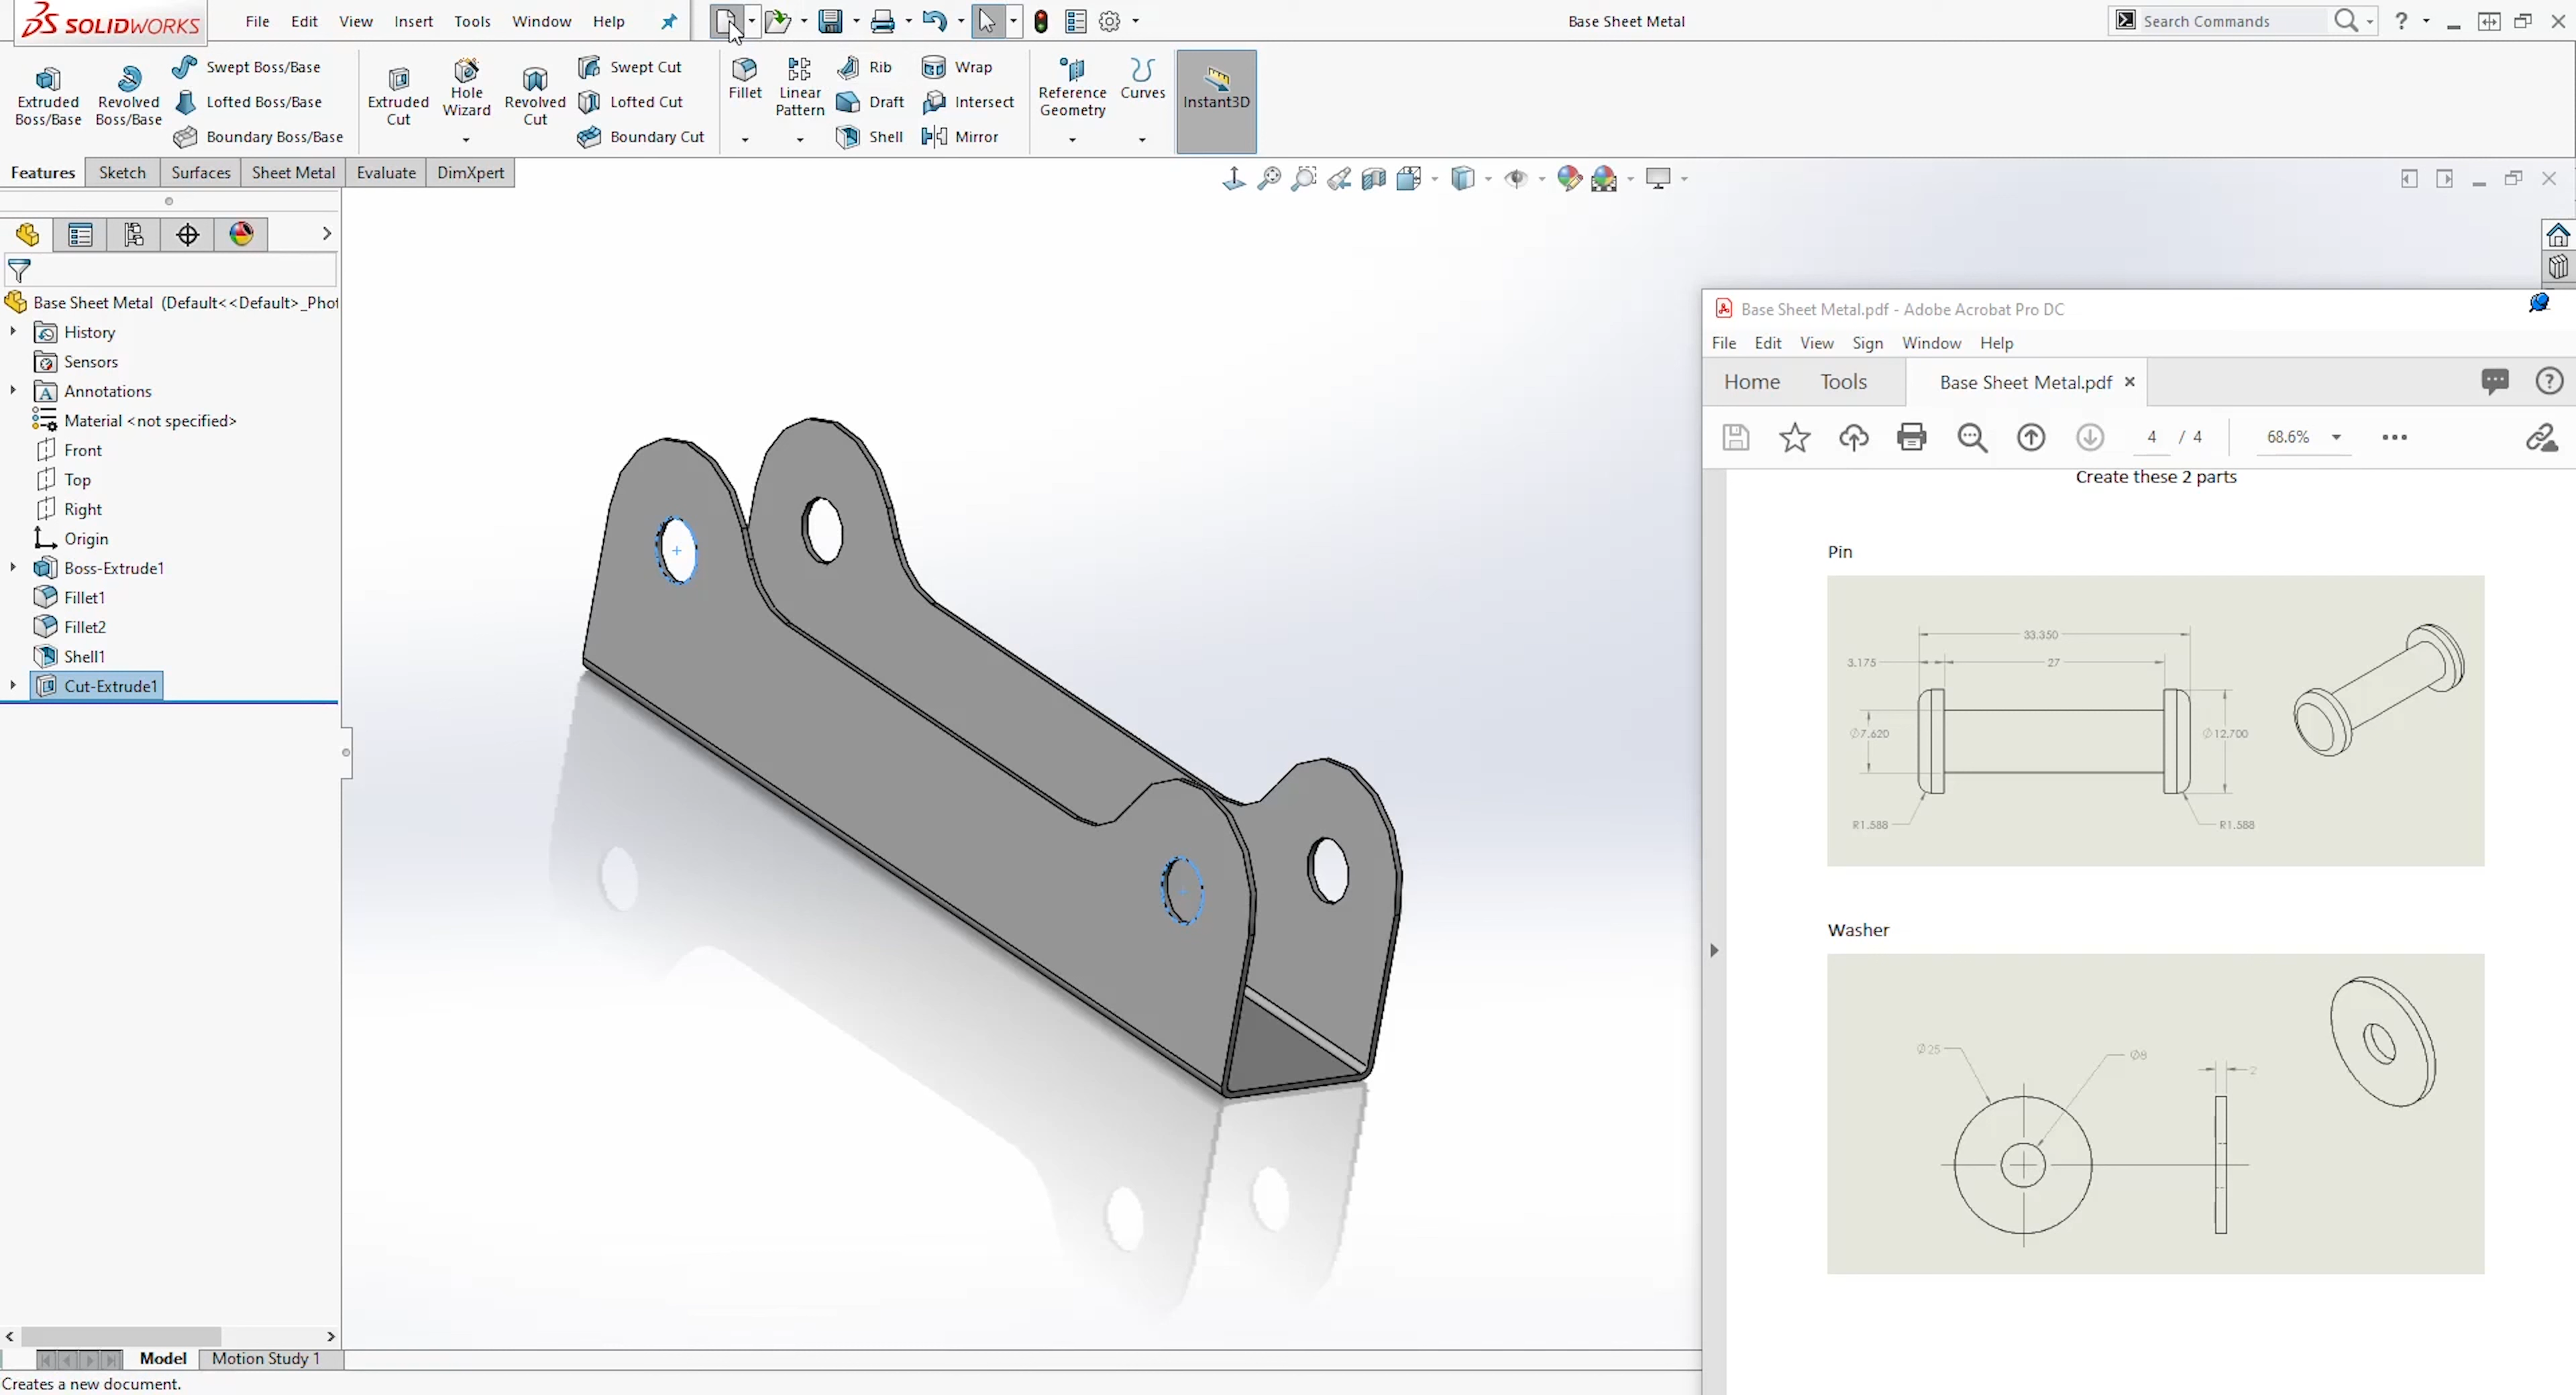 SOLIDWORKS File Edit View Insert Tools Window Help Base Sheet Metal Search Commands ?
Extruded Boss/Base
Revolved Boss/Base
Swept Boss/Base
Lofted Boss/Base
Boundary Boss/Base
Extruded Cut
Hole Wizard
Revolved Cut
Swept Cut
Lofted Cut
Boundary Cut
Fillet
Linear Pattern
Rib
Draft
Shell
Wrap
Intersect
Mirror
Reference Geometry
Curves
Instant3D
Features Sketch Surfaces Sheet Metal Evaluate DimXpert
Base Sheet Metal (Default<<Default>_Phot
History
Sensors
Annotations
Material <not specified>
Front
Top
Right
Origin
Boss-Extrude1
Fillet1
Fillet2
Shell1
Cut-Extrude1
Model Motion Study 1
Creates a new document.
Base Sheet Metal.pdf - Adobe Acrobat Pro DC
File Edit View Sign Window Help
Home Tools Base Sheet Metal.pdf ×
4 / 4 68.6%
Create these 2 parts
Pin
33.350
3.175 27
∅7.620 ∅12.700
R1.588 R1.588
Washer
∅25 ∅8
2